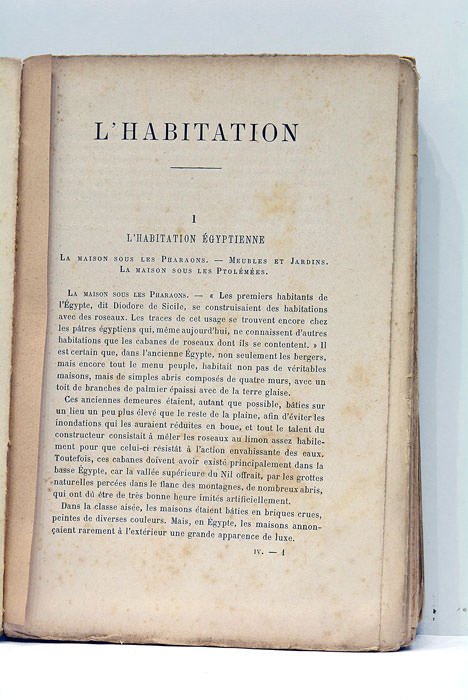 L'HABITATION
I
L'HABITATION ÉGYPTIENNE
La maison sous les Pharaons. — Meubles et Jardins.
La maison sous les Ptolémées.
La maison sous les Pharaons. — « Les premiers habitants de
l'Égypte, dit Diodore de Sicile, se construisaient des habitations
avec des roseaux. Les traces de cet usage se trouvent encore chez
les pâtres égyptiens qui, même aujourd'hui, ne connaissent d'autres
habitations que les cabanes de roseaux dont ils se contentent. » Il
est certain que, dans l'ancienne Égypte, non seulement les bergers,
mais encore tout le menu peuple, habitait non pas de véritables
maisons, mais de simples abris composés de quatre murs, avec un
toit de branches de palmier épaissi avec de la terre glaise.
Ces anciennes demeures étaient, autant que possible, bâties sur
un lieu un peu plus élevé que le reste de la plaine, afin d'éviter les
inondations qui les auraient réduites en boue, et tout le talent du
constructeur consistait à mêler les roseaux au limon assez habile-
ment pour que celui-ci résistât à l'action envahissante des eaux.
Toutefois, ces cabanes doivent avoir existé principalement dans la
basse Égypte, car la vallée supérieure du Nil offrait, par les grottes
naturelles percées dans le flanc des montagnes, de nombreux abris,
qui ont dû être de très bonne heure imités artificiellement.
Dans la classe aisée, les maisons étaient bâties en briques crues,
peintes de diverses couleurs. Mais, en Égypte, les maisons annon-
çaient rarement à l'extérieur une grande apparence de luxe.
IV. — 1